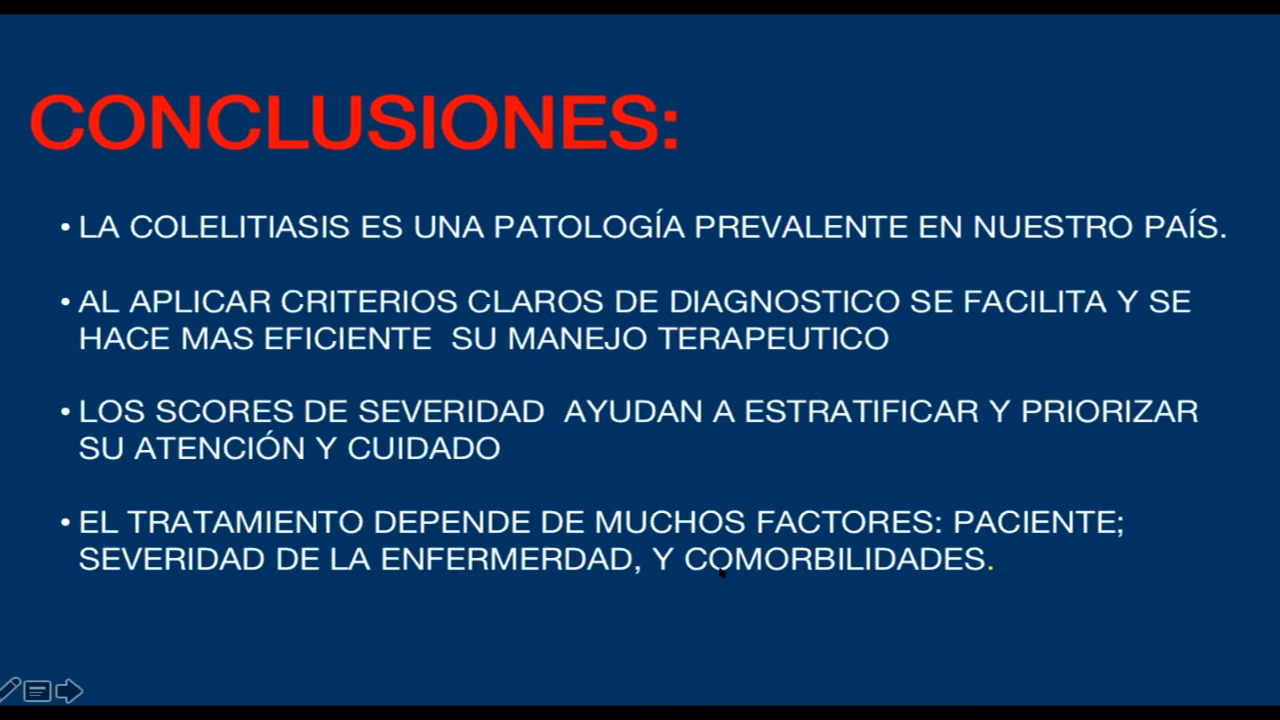 CONCLUSIONES:
• LA COLELITIASIS ES UNA PATOLOGÍA PREVALENTE EN NUESTRO PAÍS.
• AL APLICAR CRITERIOS CLAROS DE DIAGNOSTICO SE FACILITA Y SE
HACE MAS EFICIENTE  SU MANEJO TERAPEUTICO
• LOS SCORES DE SEVERIDAD  AYUDAN A ESTRATIFICAR Y PRIORIZAR
SU ATENCIÓN Y CUIDADO
• EL TRATAMIENTO DEPENDE DE MUCHOS FACTORES: PACIENTE;
SEVERIDAD DE LA ENFERMERDAD, Y COMORBILIDADES.